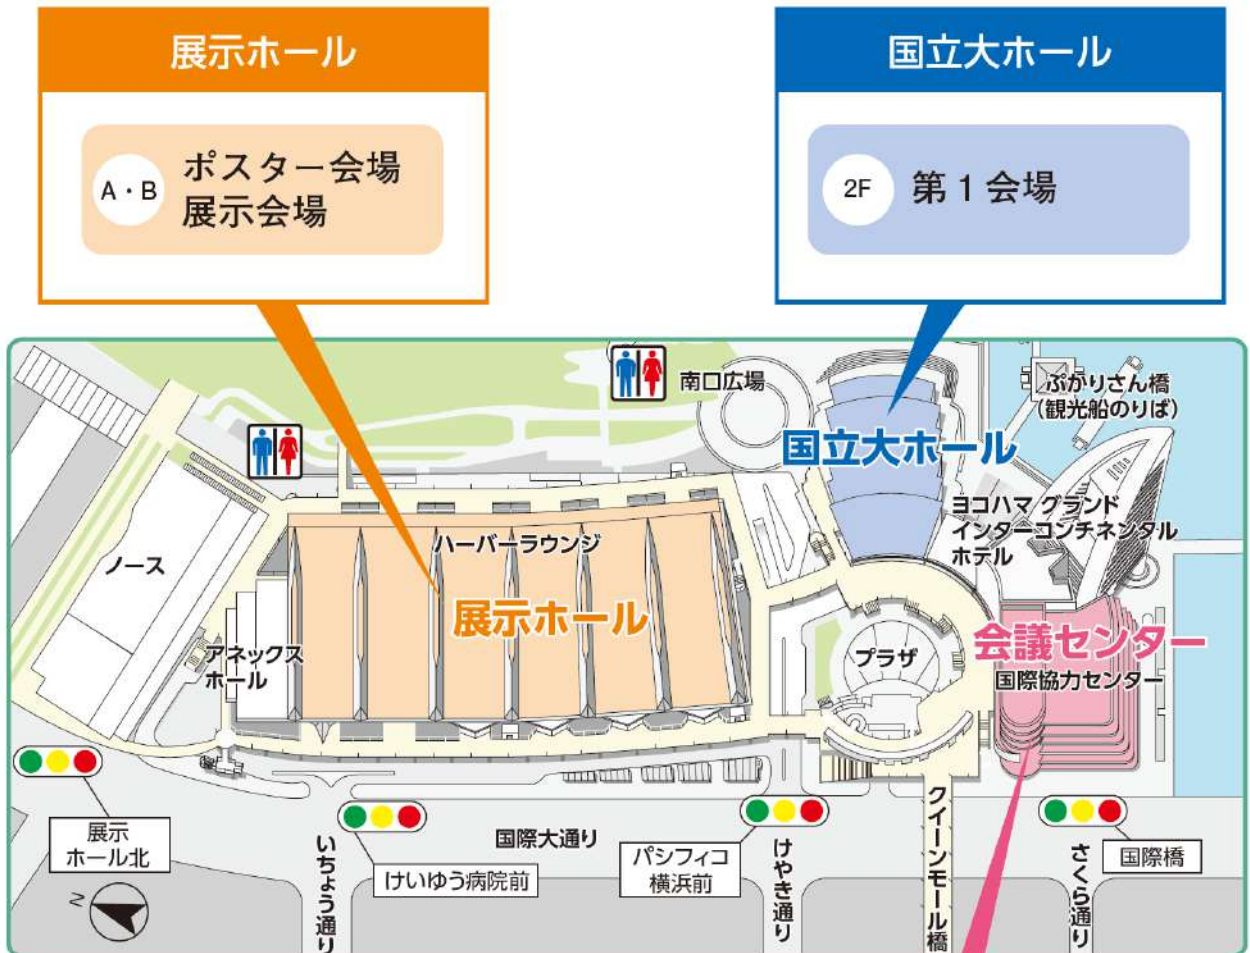 展示ホール
A・B
ポスター会場
展示会場
国立大ホール
2F
第1会場
南口広場
ぷかりさん橋
(観光船のりば)
国立大ホール
ヨコハマ グランド
インターコンチネンタル
ホテル
ハーバーラウンジ
ノース
展示ホール
アネックス
ホール
プラザ
会議センター
国際協力センター
展示
ホール北
いちょう通り
けいゆう病院前
国際大通り
パシフィコ
横浜前
けやき通り
クイーンモール橋
さくら通り
国際橋
N